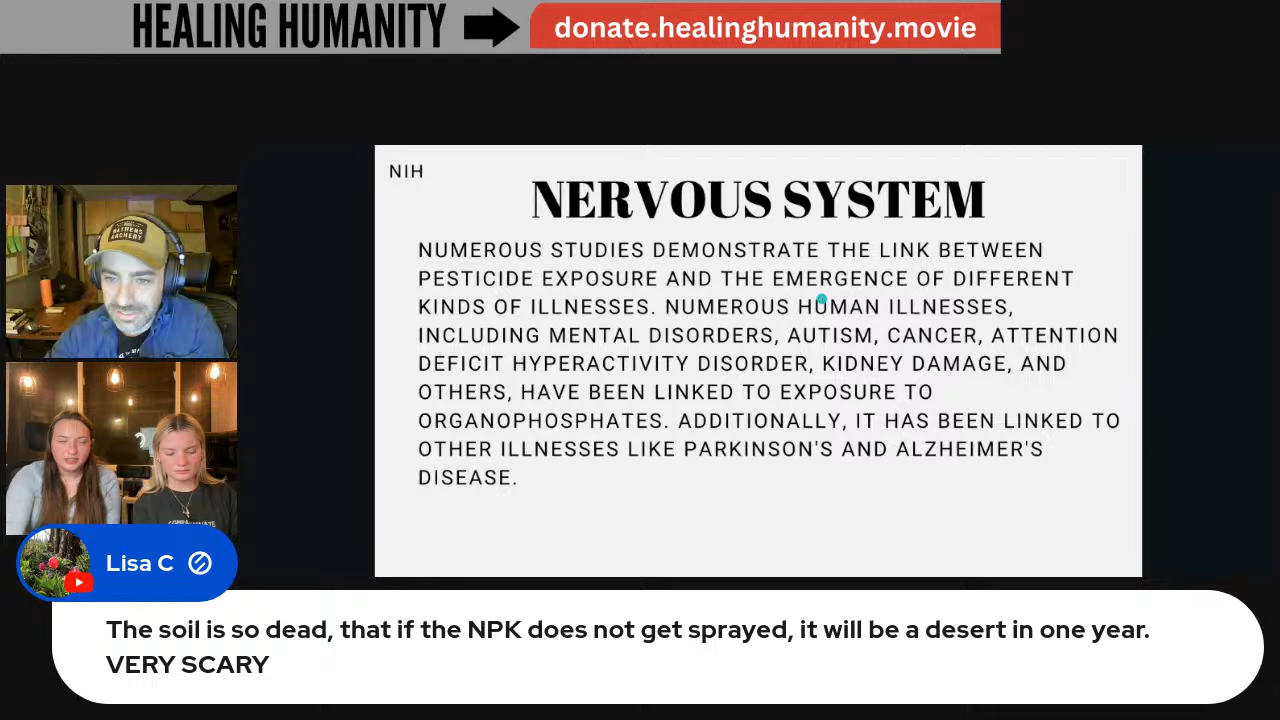 HEALING HUMANITY
donate.healinghumanity.movie
NIH
NERVOUS SYSTEM
NUMEROUS STUDIES DEMONSTRATE THE LINK BETWEEN
PESTICIDE EXPOSURE AND THE EMERGENCE OF DIFFERENT
KINDS OF ILLNESSES. NUMEROUS HUMAN ILLNESSES,
INCLUDING MENTAL DISORDERS, AUTISM, CANCER, ATTENTION
DEFICIT HYPERACTIVITY DISORDER, KIDNEY DAMAGE, AND
OTHERS, HAVE BEEN LINKED TO EXPOSURE TO
ORGANOPHOSPHATES. ADDITIONALLY, IT HAS BEEN LINKED TO
OTHER ILLNESSES LIKE PARKINSON'S AND ALZHEIMER'S
DISEASE.
MATHEWS
ARCHERY
Lisa C
The soil is so dead, that if the NPK does not get sprayed, it will be a desert in one year.
VERY SCARY